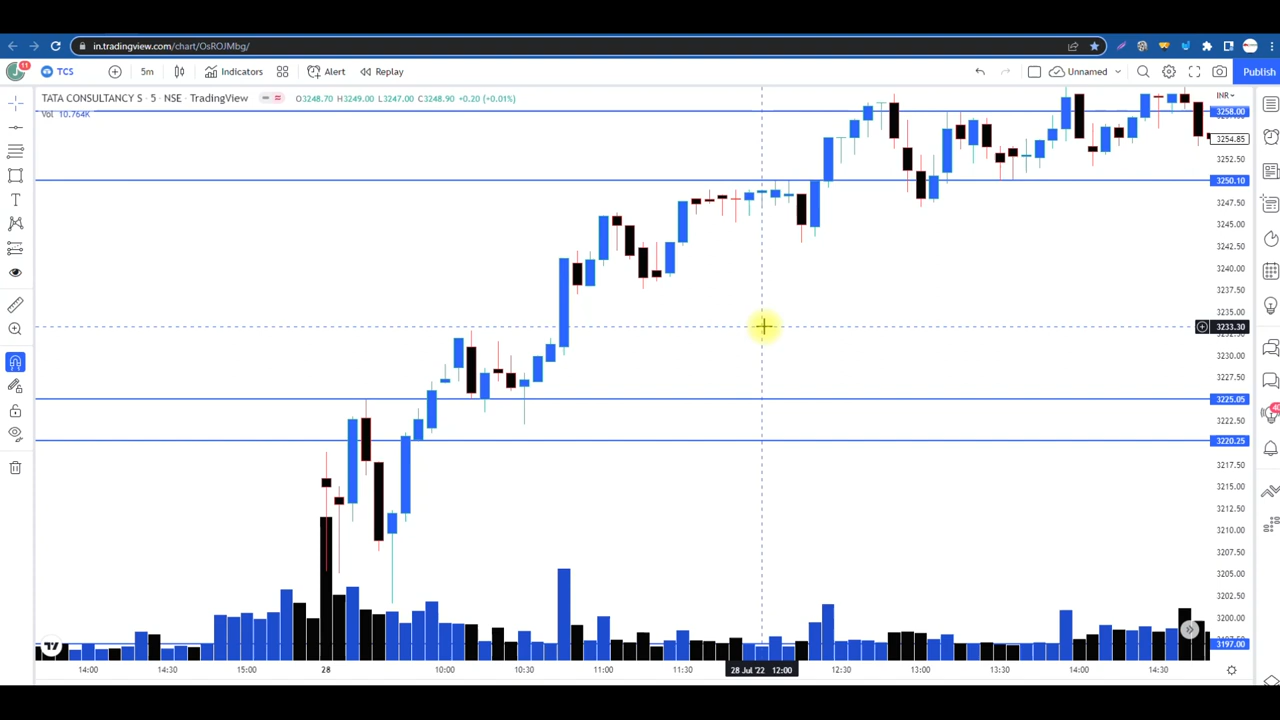 in.tradingview.com/chart/OsROJMbg/
11
TCS
5m
Indicators
Alert
Replay
Unnamed
Publish
TATA CONSULTANCY S · 5 · NSE · TradingView
O3248.70 H3249.00 L3247.00 C3248.90 +0.20 (+0.01%)
Vol 10.764K
INR
3258.00
3254.85
3252.50
3250.10
3247.50
3245.00
3242.50
3240.00
3237.50
3235.00
3233.30
3230.00
3227.50
3225.05
3222.50
3220.25
3217.50
3215.00
3212.50
3210.00
3207.50
3205.00
3202.50
3200.00
3197.00
14:00 14:30 15:00 28 10:00 10:30 11:00 11:30 28 Jul '22 12:00 12:30 13:00 13:30 14:00 14:30